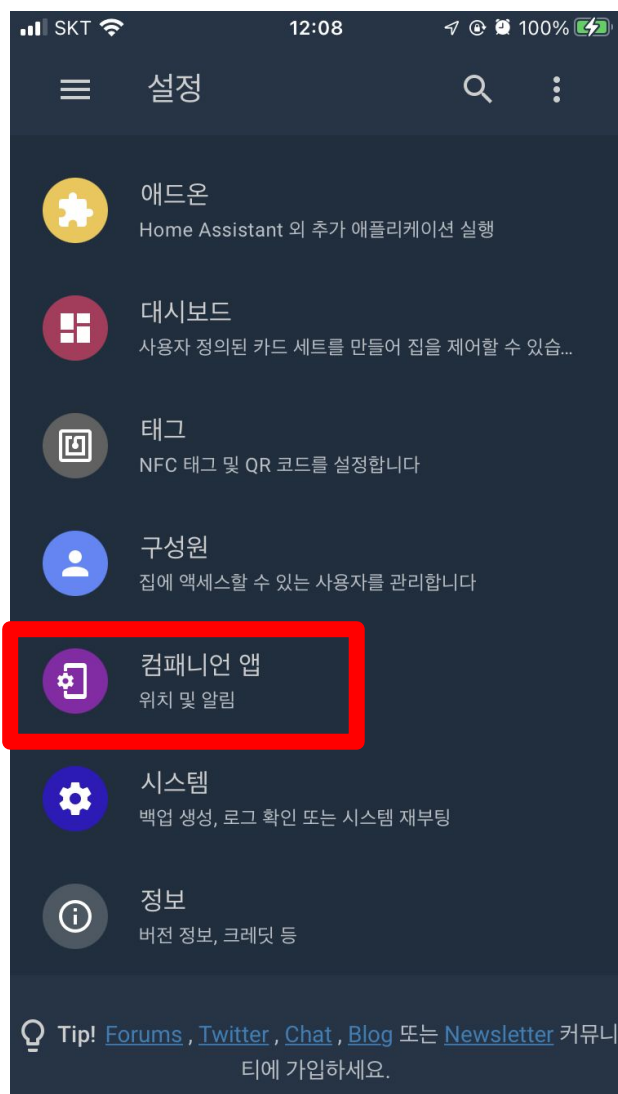 SKT 12:08 100%
설정
애드온
Home Assistant 외 추가 애플리케이션 실행
대시보드
사용자 정의된 카드 세트를 만들어 집을 제어할 수 있습...
태그
NFC 태그 및 QR 코드를 설정합니다
구성원
집에 액세스할 수 있는 사용자를 관리합니다
컴패니언 앱
위치 및 알림
시스템
백업 생성, 로그 확인 또는 시스템 재부팅
정보
버전 정보, 크레딧 등
Tip! Forums , Twitter , Chat , Blog 또는 Newsletter 커뮤니
티에 가입하세요.